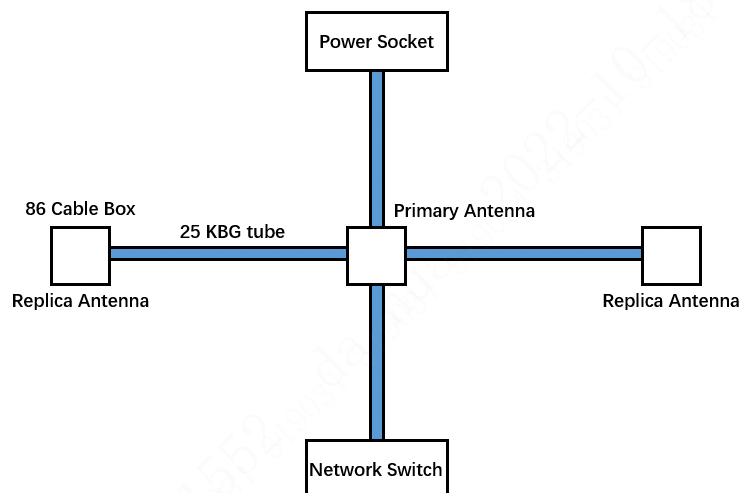 Power Socket
86 Cable Box
25 KBG tube
Primary Antenna
Replica Antenna
Replica Antenna
Network Switch